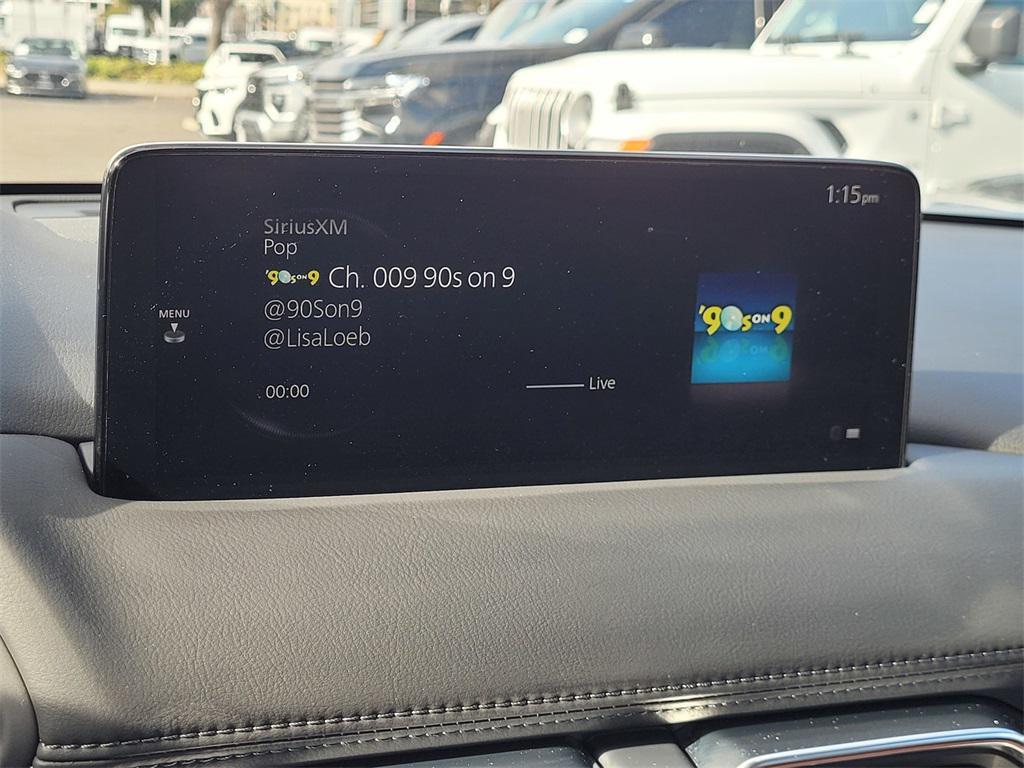 1:15pm
SiriusXM
Pop
'90s ON 9 Ch. 009 90s on 9
@90Son9
@LisaLoeb
MENU
'90s ON 9
00:00
Live